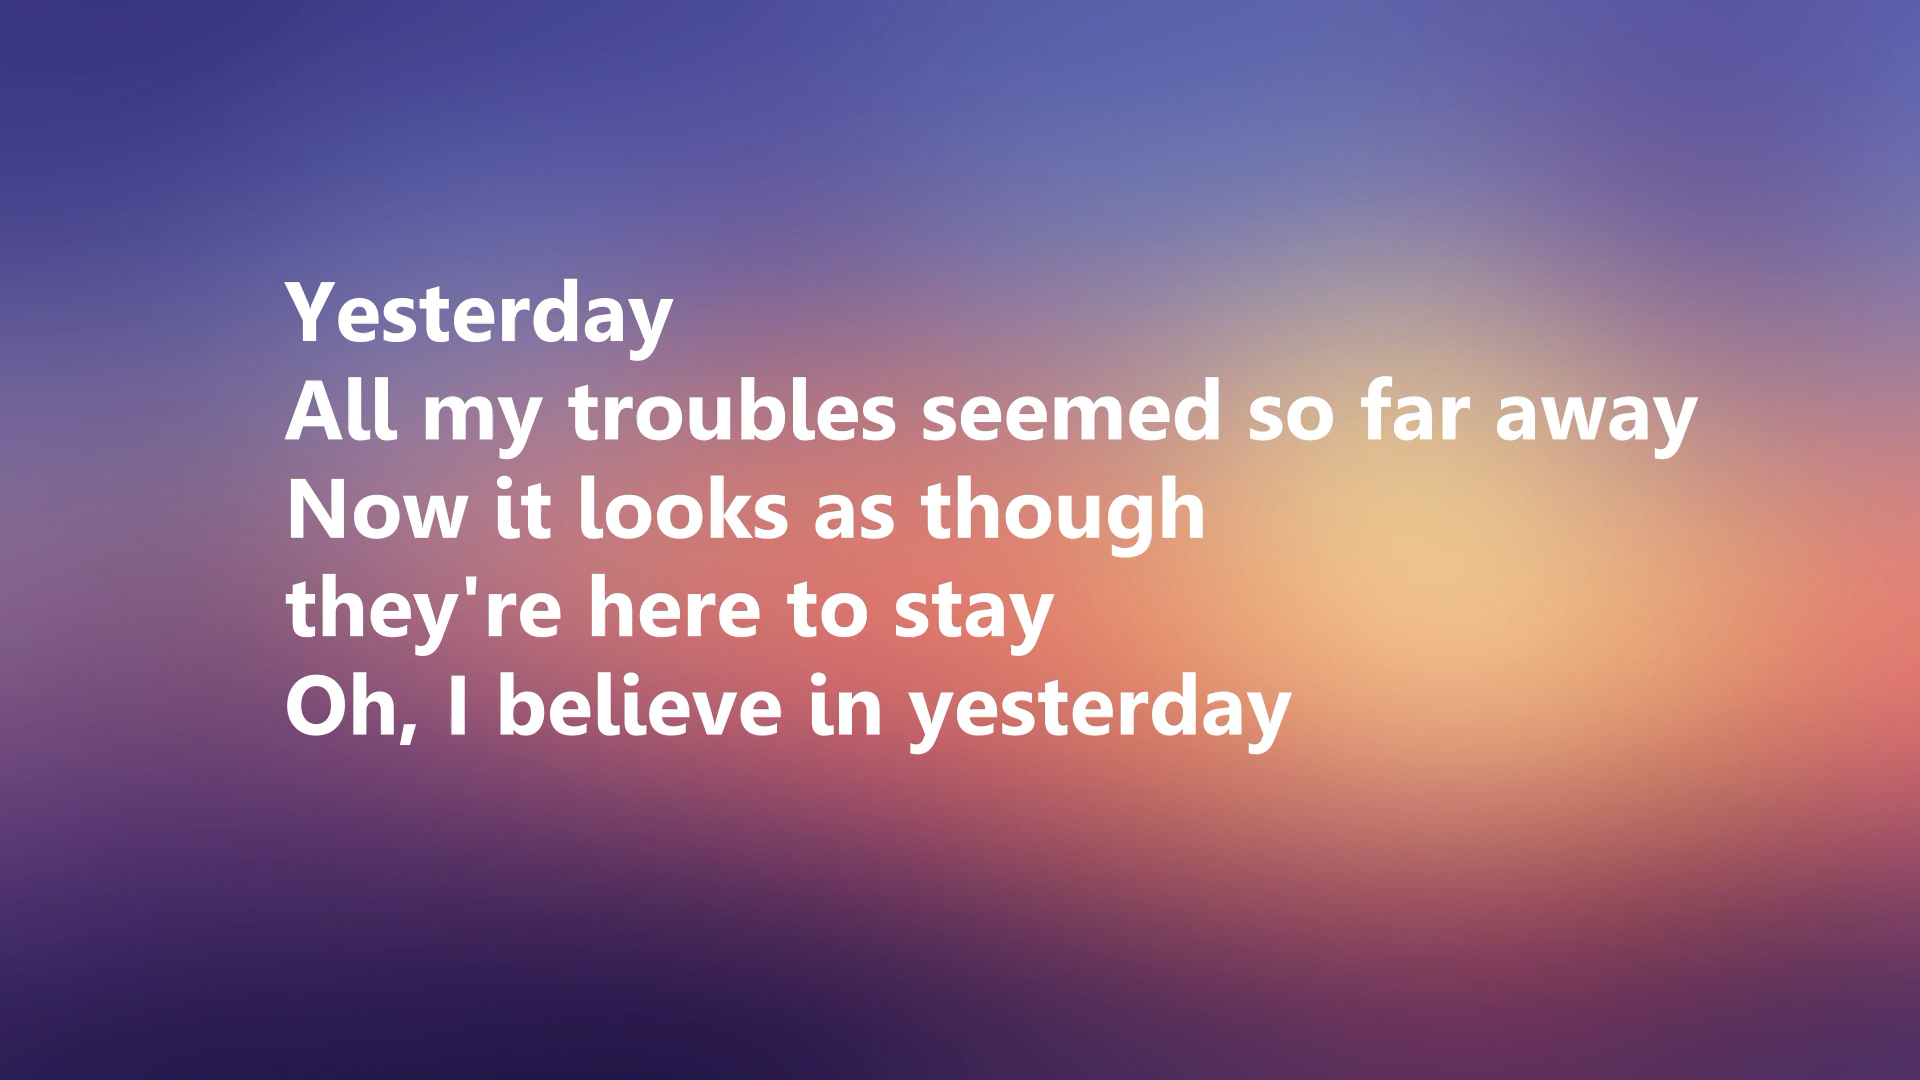 Yesterday
All my troubles seemed so far away
Now it looks as though
they're here to stay
Oh, I believe in yesterday